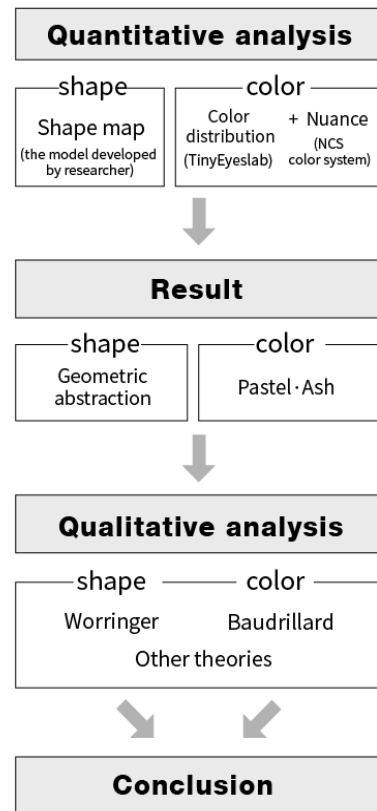 Quantitative analysis
shape
Shape map
(the model developed
by researcher)
color
Color
distribution
(TinyEyeslab)
+ Nuance
(NCS
color system)
Result
shape
Geometric
abstraction
color
Pastel·Ash
Qualitative analysis
shape color
Worringer Baudrillard
Other theories
Conclusion